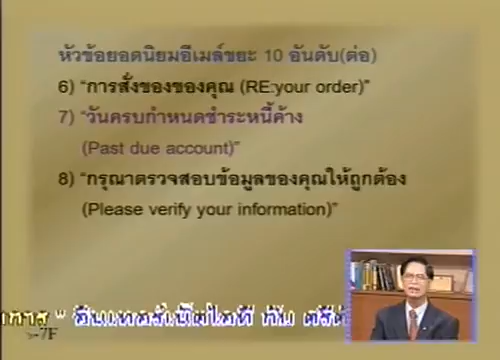 หัวข้อยอดนิยมอีเมล์ขยะ 10 อันดับ(ต่อ)
6) "การสั่งของของคุณ (RE:your order)"
7) "วันครบกำหนดชำระหนี้ค้าง
(Past due account)"
8) "กรุณาตรวจสอบข้อมูลของคุณให้ถูกต้อง
(Please verify your information)"